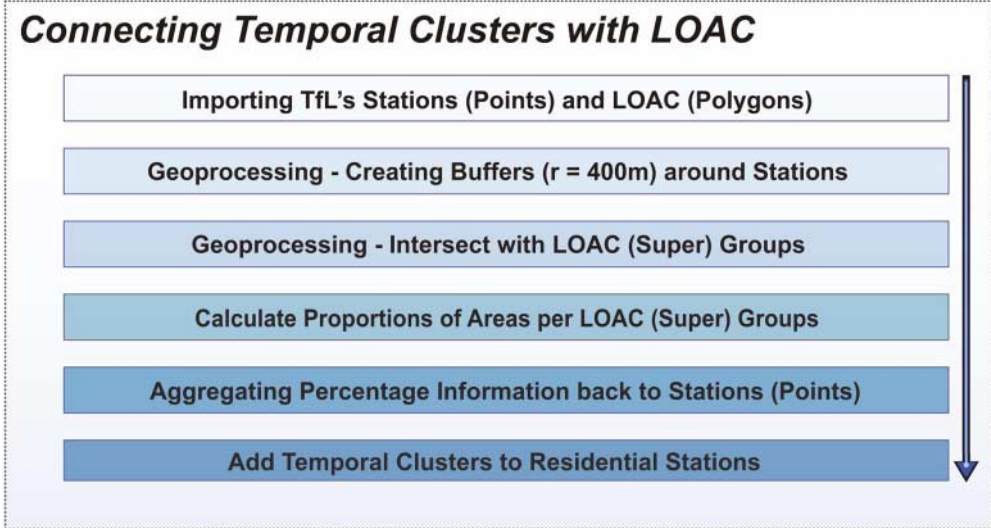 Connecting Temporal Clusters with LOAC
Importing TfL's Stations (Points) and LOAC (Polygons)
Geoprocessing - Creating Buffers (r = 400m) around Stations
Geoprocessing - Intersect with LOAC (Super) Groups
Calculate Proportions of Areas per LOAC (Super) Groups
Aggregating Percentage Information back to Stations (Points)
Add Temporal Clusters to Residential Stations